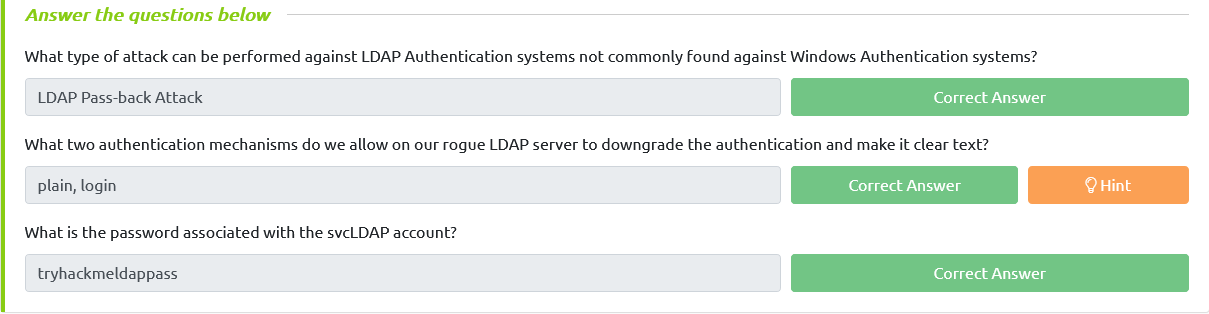 Answer the questions below
What type of attack can be performed against LDAP Authentication systems not commonly found against Windows Authentication systems?
LDAP Pass-back Attack
Correct Answer
What two authentication mechanisms do we allow on our rogue LDAP server to downgrade the authentication and make it clear text?
plain, login
Correct Answer
Hint
What is the password associated with the svcLDAP account?
tryhackmeldappass
Correct Answer